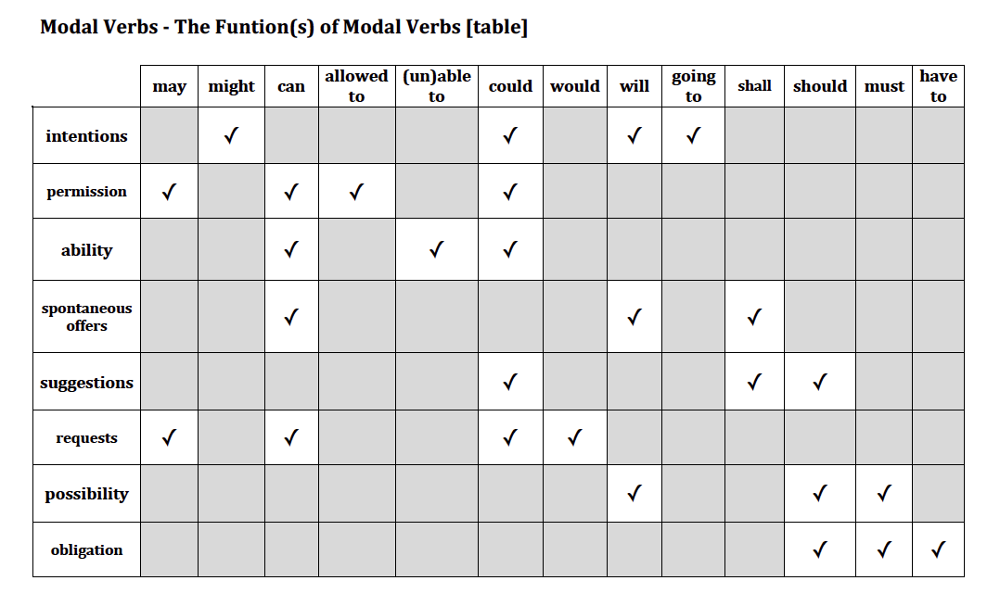 Modal Verbs - The Funtion(s) of Modal Verbs [table]
may might can allowed to (un)able to could would will going to shall should must have to
intentions ✓ ✓ ✓ ✓
permission ✓ ✓ ✓ ✓
ability ✓ ✓ ✓
spontaneous offers ✓ ✓ ✓
suggestions ✓ ✓ ✓
requests ✓ ✓ ✓ ✓
possibility ✓ ✓ ✓
obligation ✓ ✓ ✓